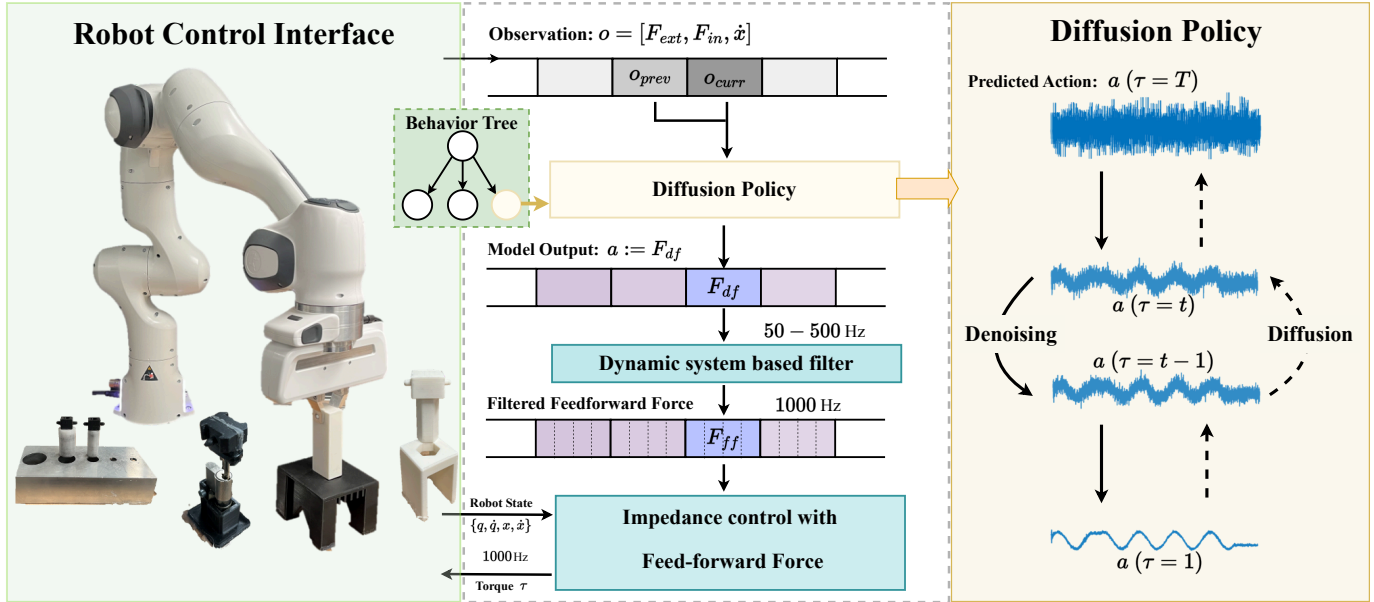 Robot Control Interface
Observation: o = [F_ext, F_in, ẋ]
o_prev
o_curr
Behavior Tree
Diffusion Policy
Model Output: a := F_df
F_df
50 − 500 Hz
Dynamic system based filter
Filtered Feedforward Force
1000 Hz
F_ff
Robot State
{q, q̇, x, ẋ}
1000Hz
Torque τ
Impedance control with
Feed-forward Force
Diffusion Policy
Predicted Action: a (τ = T)
a (τ = t)
Denoising
Diffusion
a (τ = t − 1)
a (τ = 1)